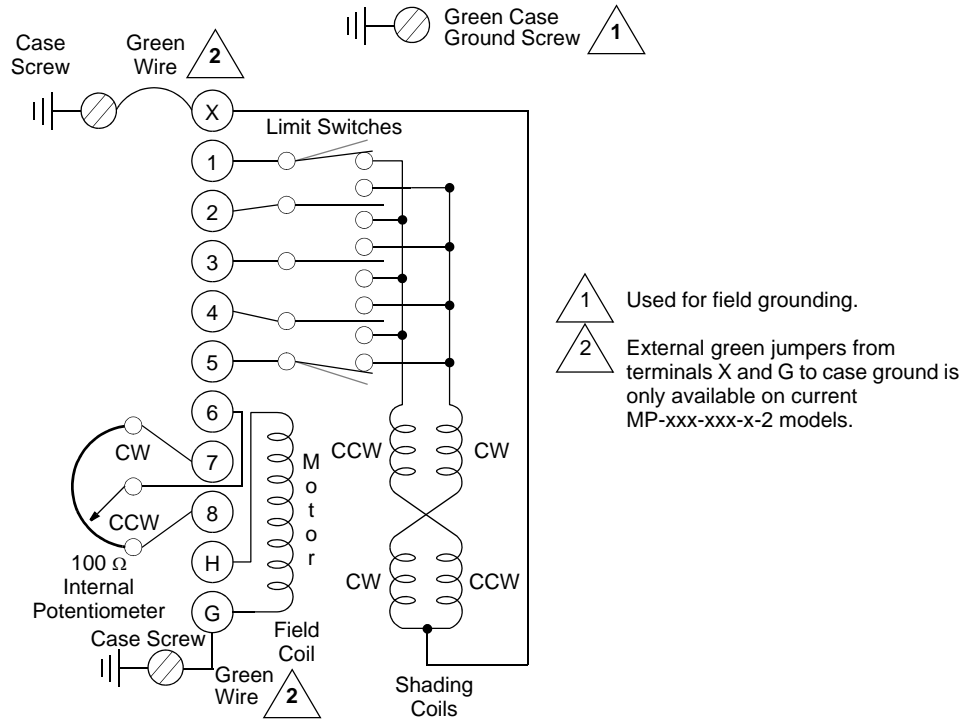 Green Case
Ground Screw
1
Case
Screw
Green
Wire
2
X
Limit Switches
1
2
3
4
5
6
7
8
H
G
CW
CCW
100 Ω
Internal
Potentiometer
Motor
Field
Coil
CCW
CW
CW
CCW
Shading
Coils
Case Screw
Green
Wire
2
1
Used for field grounding.
2
External green jumpers from
terminals X and G to case ground is
only available on current
MP-xxx-xxx-x-2 models.